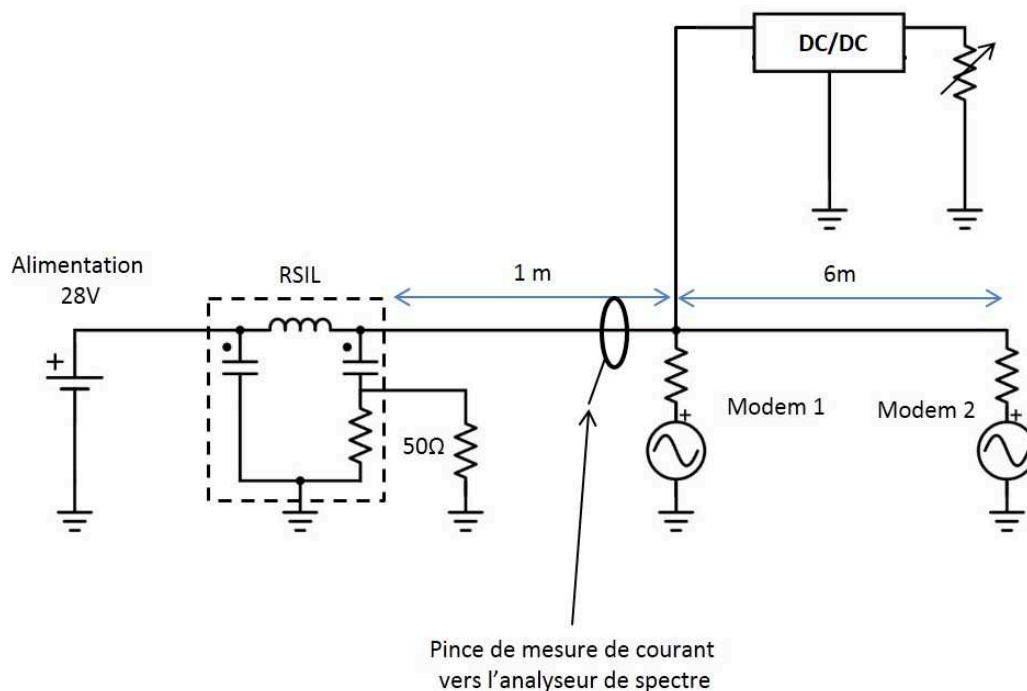 DC/DC
Alimentation
28V
RSIL
1 m
6m
+
50Ω
+
Modem 1
Modem 2
+
Pince de mesure de courant
vers l'analyseur de spectre